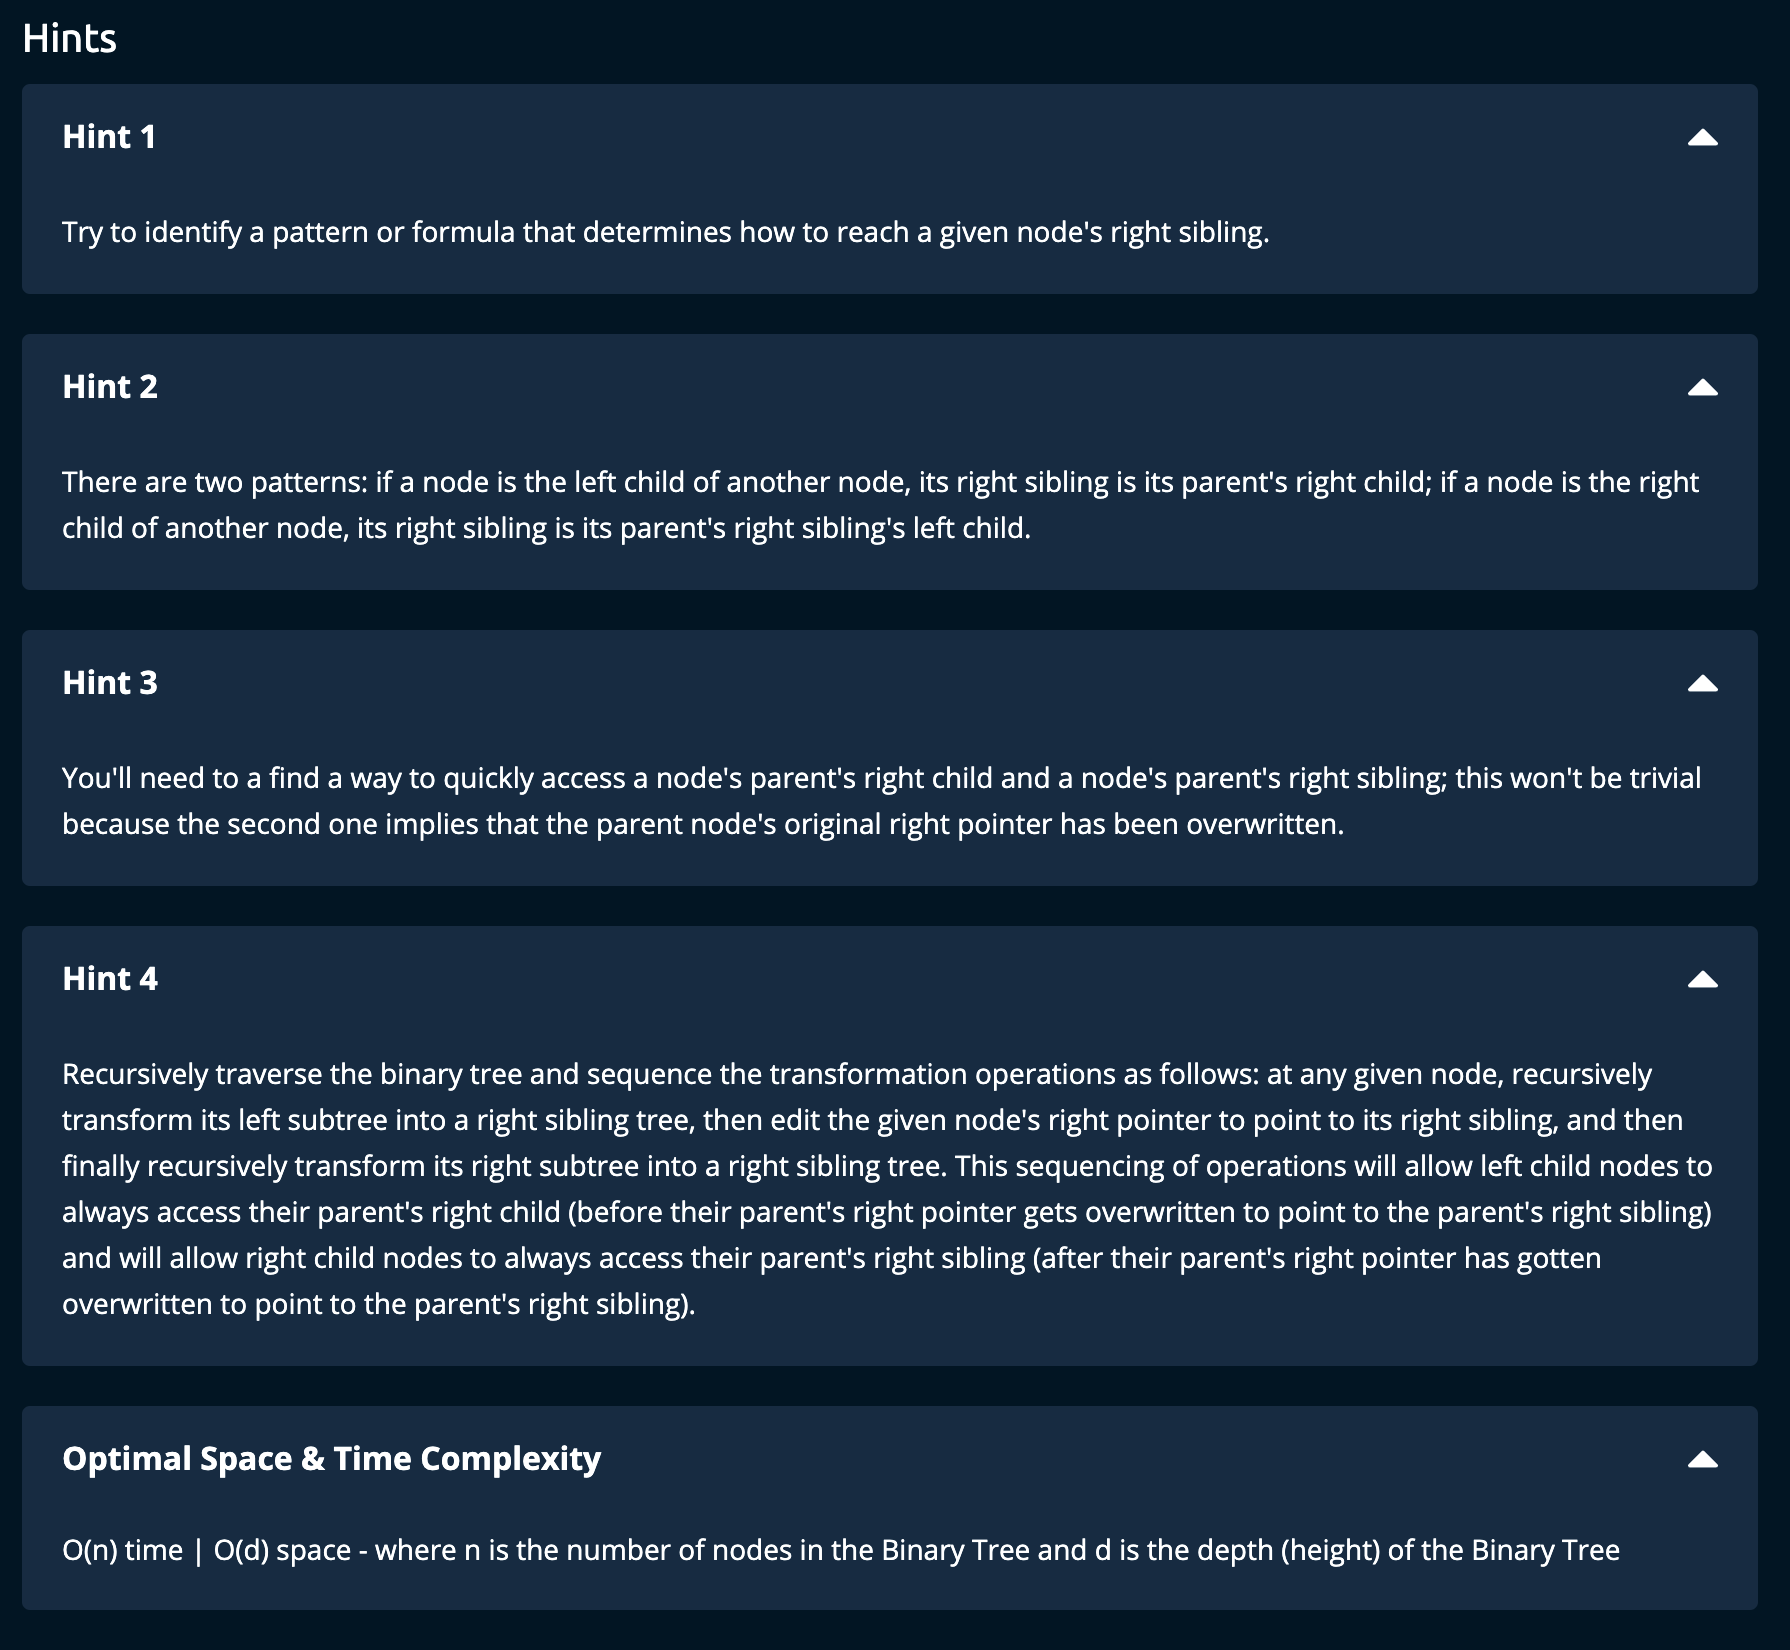 Hints
Hint 1
Try to identify a pattern or formula that determines how to reach a given node's right sibling.
Hint 2
There are two patterns: if a node is the left child of another node, its right sibling is its parent's right child; if a node is the right
child of another node, its right sibling is its parent's right sibling's left child.
Hint 3
You'll need to a find a way to quickly access a node's parent's right child and a node's parent's right sibling; this won't be trivial
because the second one implies that the parent node's original right pointer has been overwritten.
Hint 4
Recursively traverse the binary tree and sequence the transformation operations as follows: at any given node, recursively
transform its left subtree into a right sibling tree, then edit the given node's right pointer to point to its right sibling, and then
finally recursively transform its right subtree into a right sibling tree. This sequencing of operations will allow left child nodes to
always access their parent's right child (before their parent's right pointer gets overwritten to point to the parent's right sibling)
and will allow right child nodes to always access their parent's right sibling (after their parent's right pointer has gotten
overwritten to point to the parent's right sibling).
Optimal Space & Time Complexity
O(n) time | O(d) space - where n is the number of nodes in the Binary Tree and d is the depth (height) of the Binary Tree